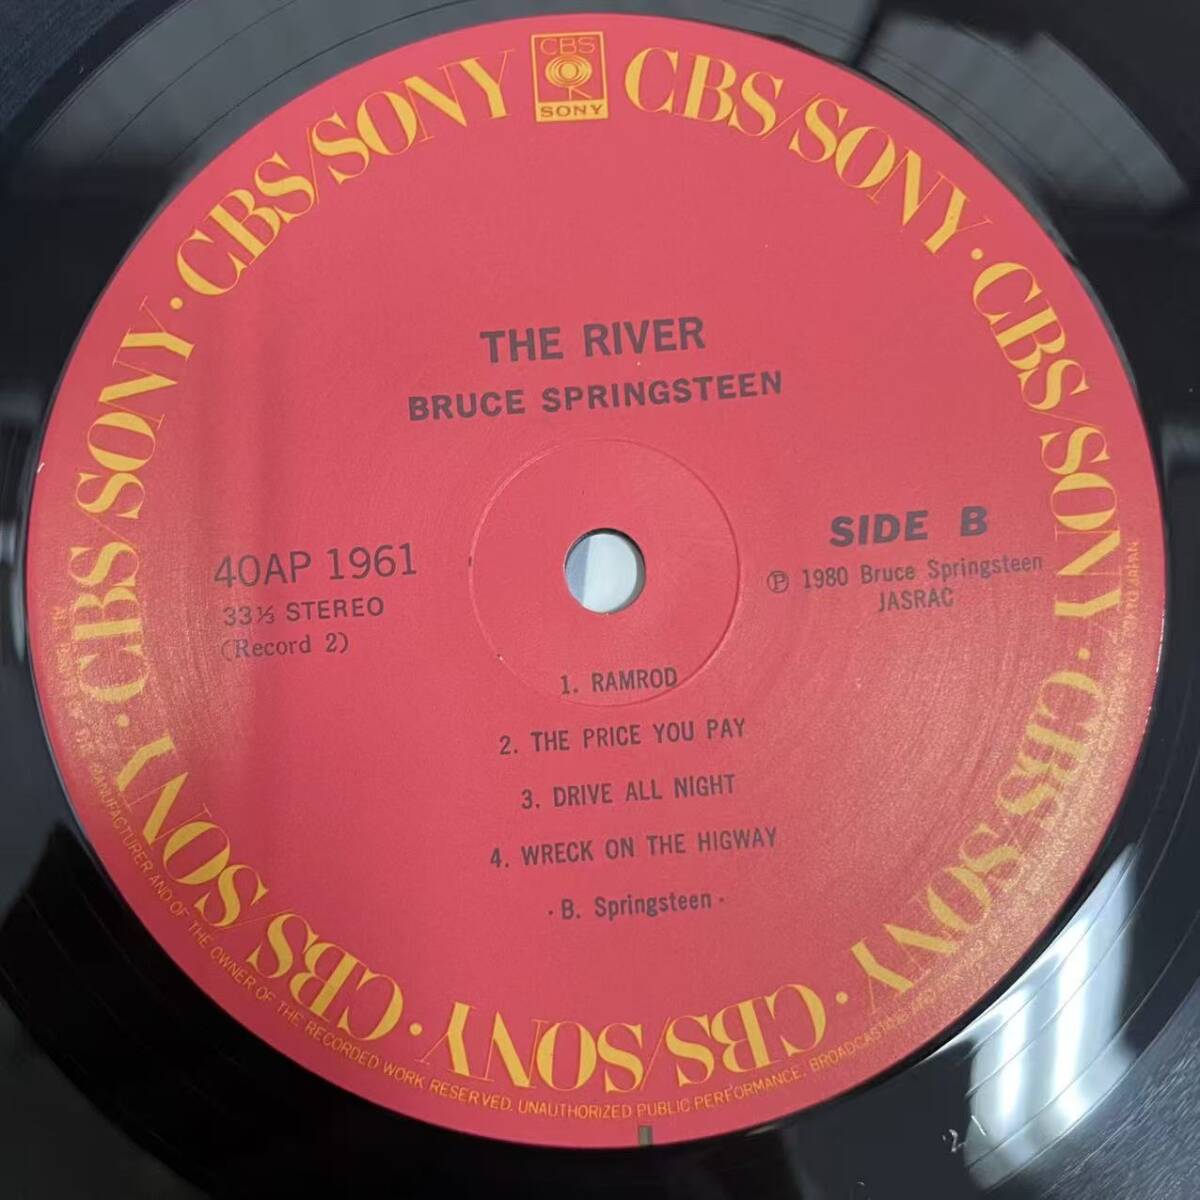 CBS
SONY
CBS/SONY · CBS/SONY · CBS/SONY · CBS/SONY · CBS/SONY · CBS/SONY · CBS/SONY · CBS/SONY
THE RIVER
BRUCE SPRINGSTEEN
SIDE B
40AP 1961
Ⓟ 1980 Bruce Springsteen
33⅓ STEREO
JASRAC
(Record 2)
1. RAMROD
2. THE PRICE YOU PAY
3. DRIVE ALL NIGHT
4. WRECK ON THE HIGWAY
· B. Springsteen ·
MANUFACTURER AND OF THE OWNER OF THE RECORDED WORK RESERVED. UNAUTHORIZED PUBLIC PERFORMANCE, BROADCASTING
JAPAN